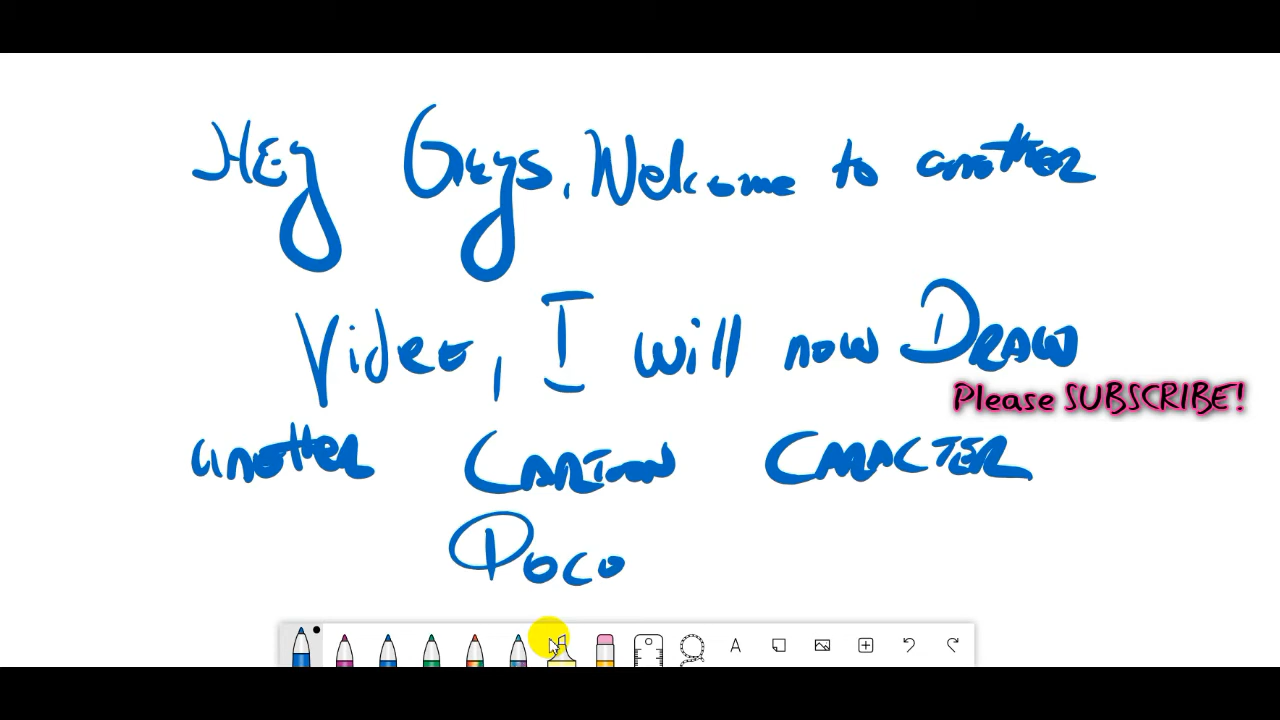 Hey Guys, Welcome to another
Video, I will now DRAW
Please SUBSCRIBE!
another CARTOON CARACTER
Poco
A